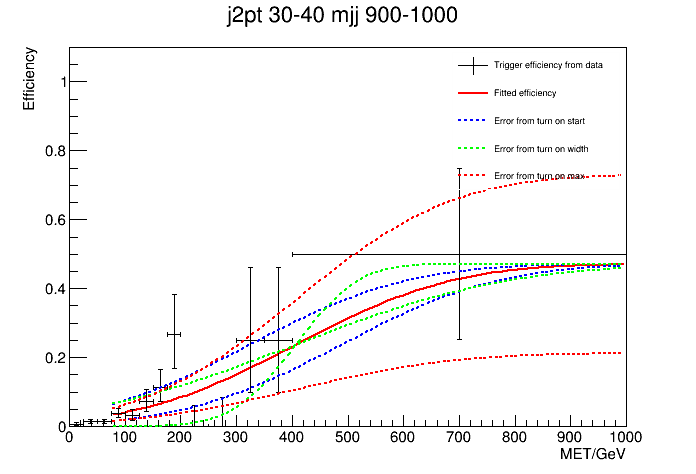 j2pt 30-40 mjj 900-1000
Efficiency
1
0.8
0.6
0.4
0.2
0
Trigger efficiency from data
Fitted efficiency
Error from turn on start
Error from turn on width
Error from turn on max
0 100 200 300 400 500 600 700 800 900 1000
MET/GeV